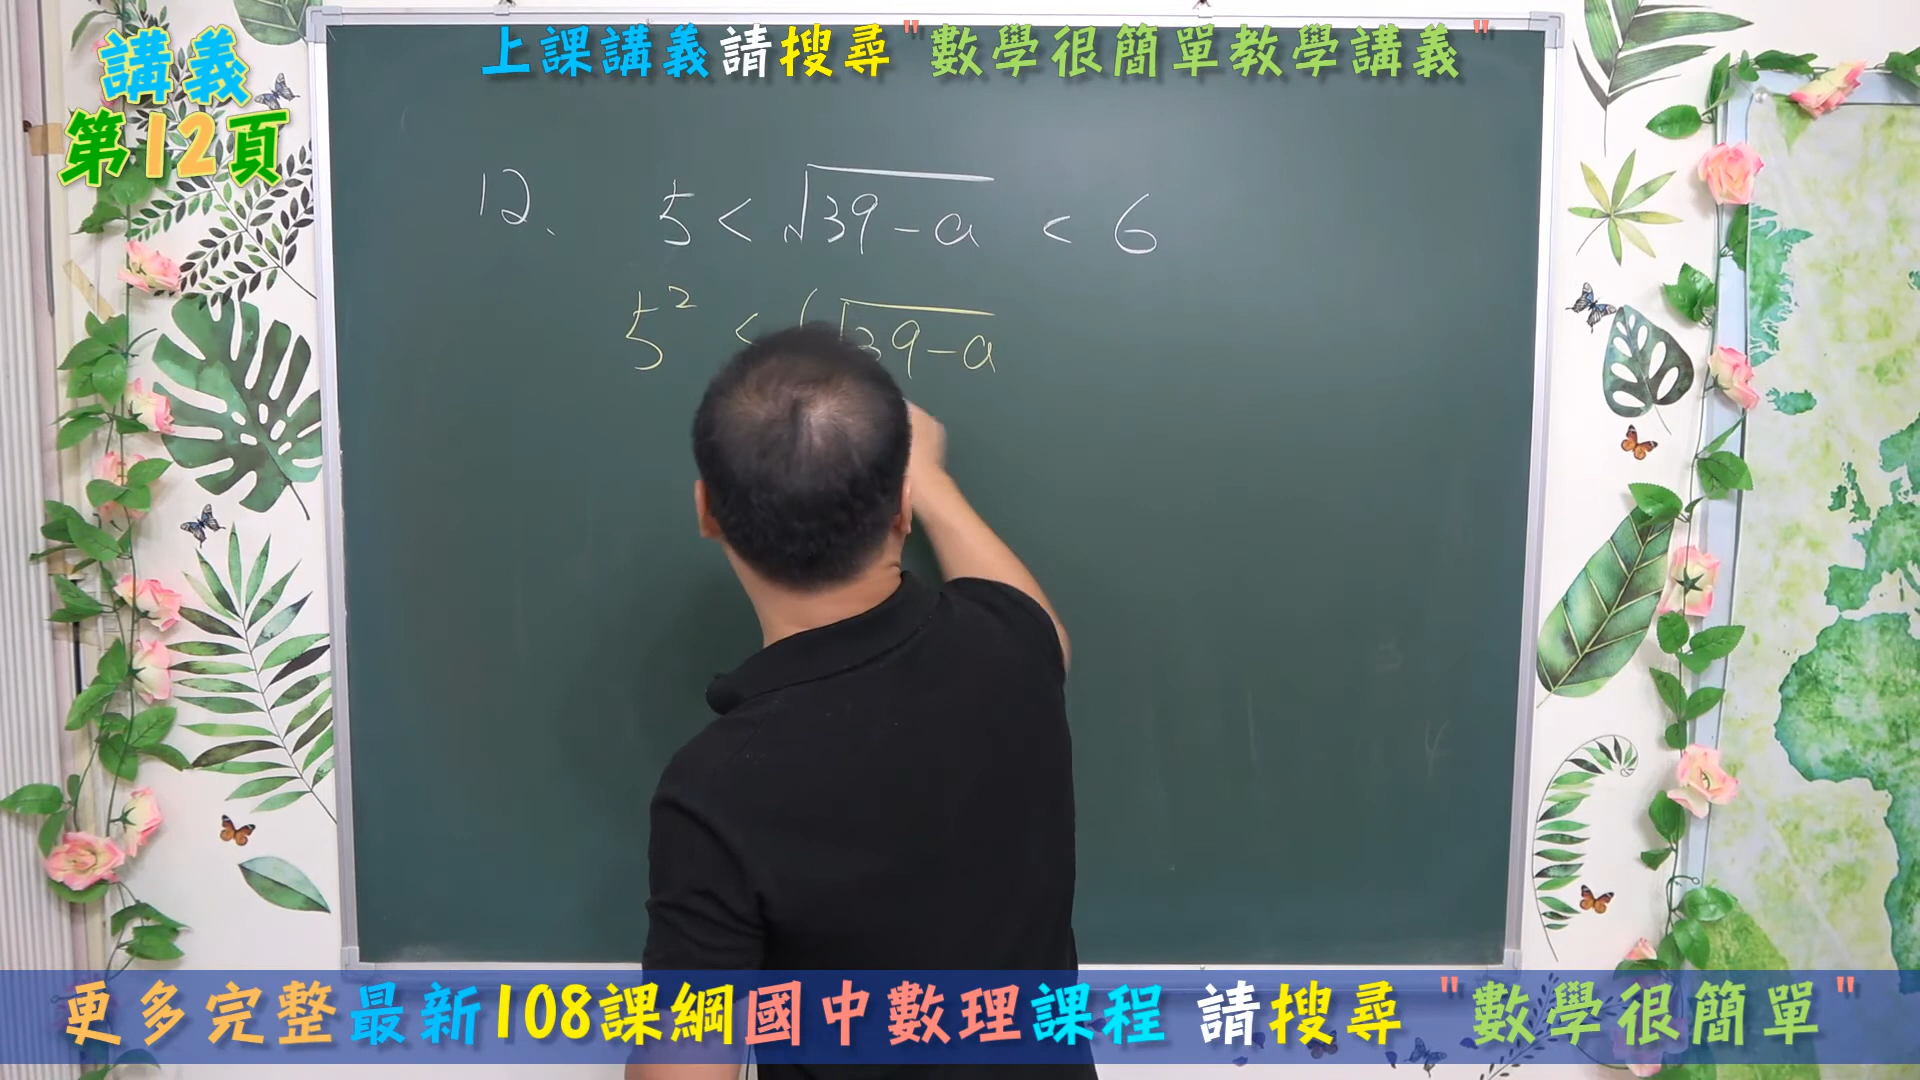 講義
第12頁
上課講義請搜尋"數學很簡單教學講義"
12、 5 < √39-a < 6
5² < (√39-a
更多完整最新108課綱國中數理課程 請搜尋 "數學很簡單"